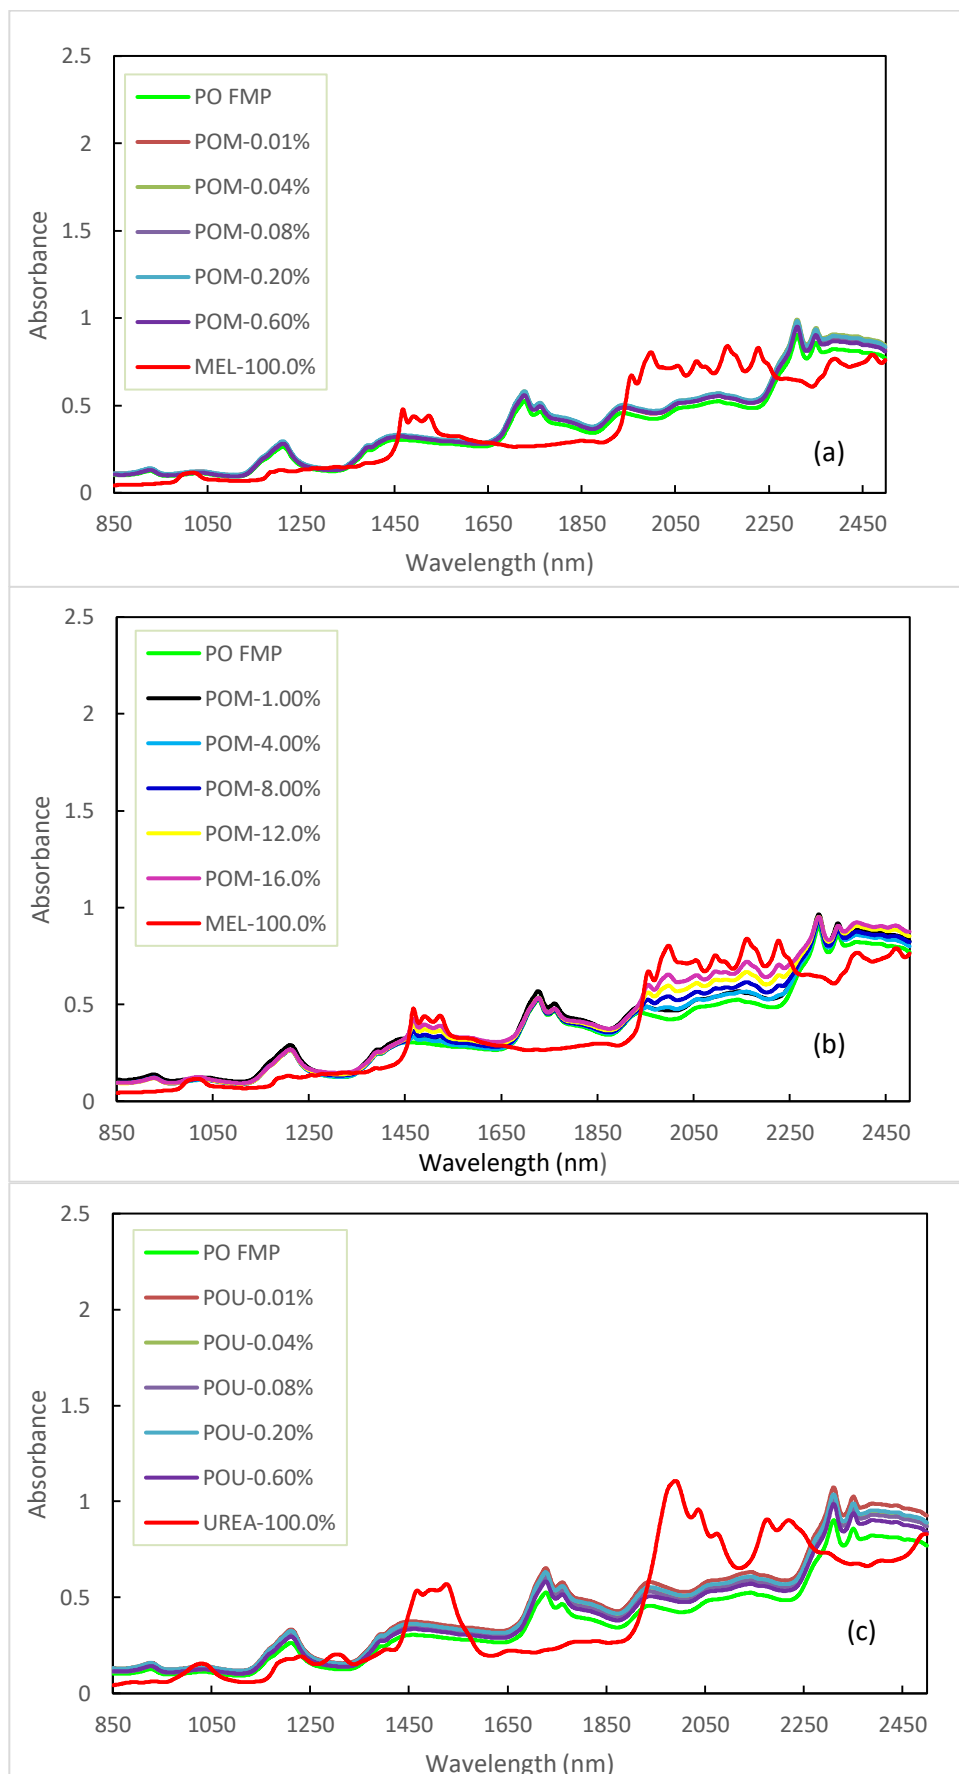 2.5
2
1.5
1
0.5
0
Absorbance
PO FMP
POM-0.01%
POM-0.04%
POM-0.08%
POM-0.20%
POM-0.60%
MEL-100.0%
(a)
850 1050 1250 1450 1650 1850 2050 2250 2450
Wavelength (nm)
2.5
2
1.5
1
0.5
0
Absorbance
PO FMP
POM-1.00%
POM-4.00%
POM-8.00%
POM-12.0%
POM-16.0%
MEL-100.0%
(b)
850 1050 1250 1450 1650 1850 2050 2250 2450
Wavelength (nm)
2.5
2
1.5
1
0.5
0
Absorbance
PO FMP
POU-0.01%
POU-0.04%
POU-0.08%
POU-0.20%
POU-0.60%
UREA-100.0%
(c)
850 1050 1250 1450 1650 1850 2050 2250 2450
Wavelength (nm)